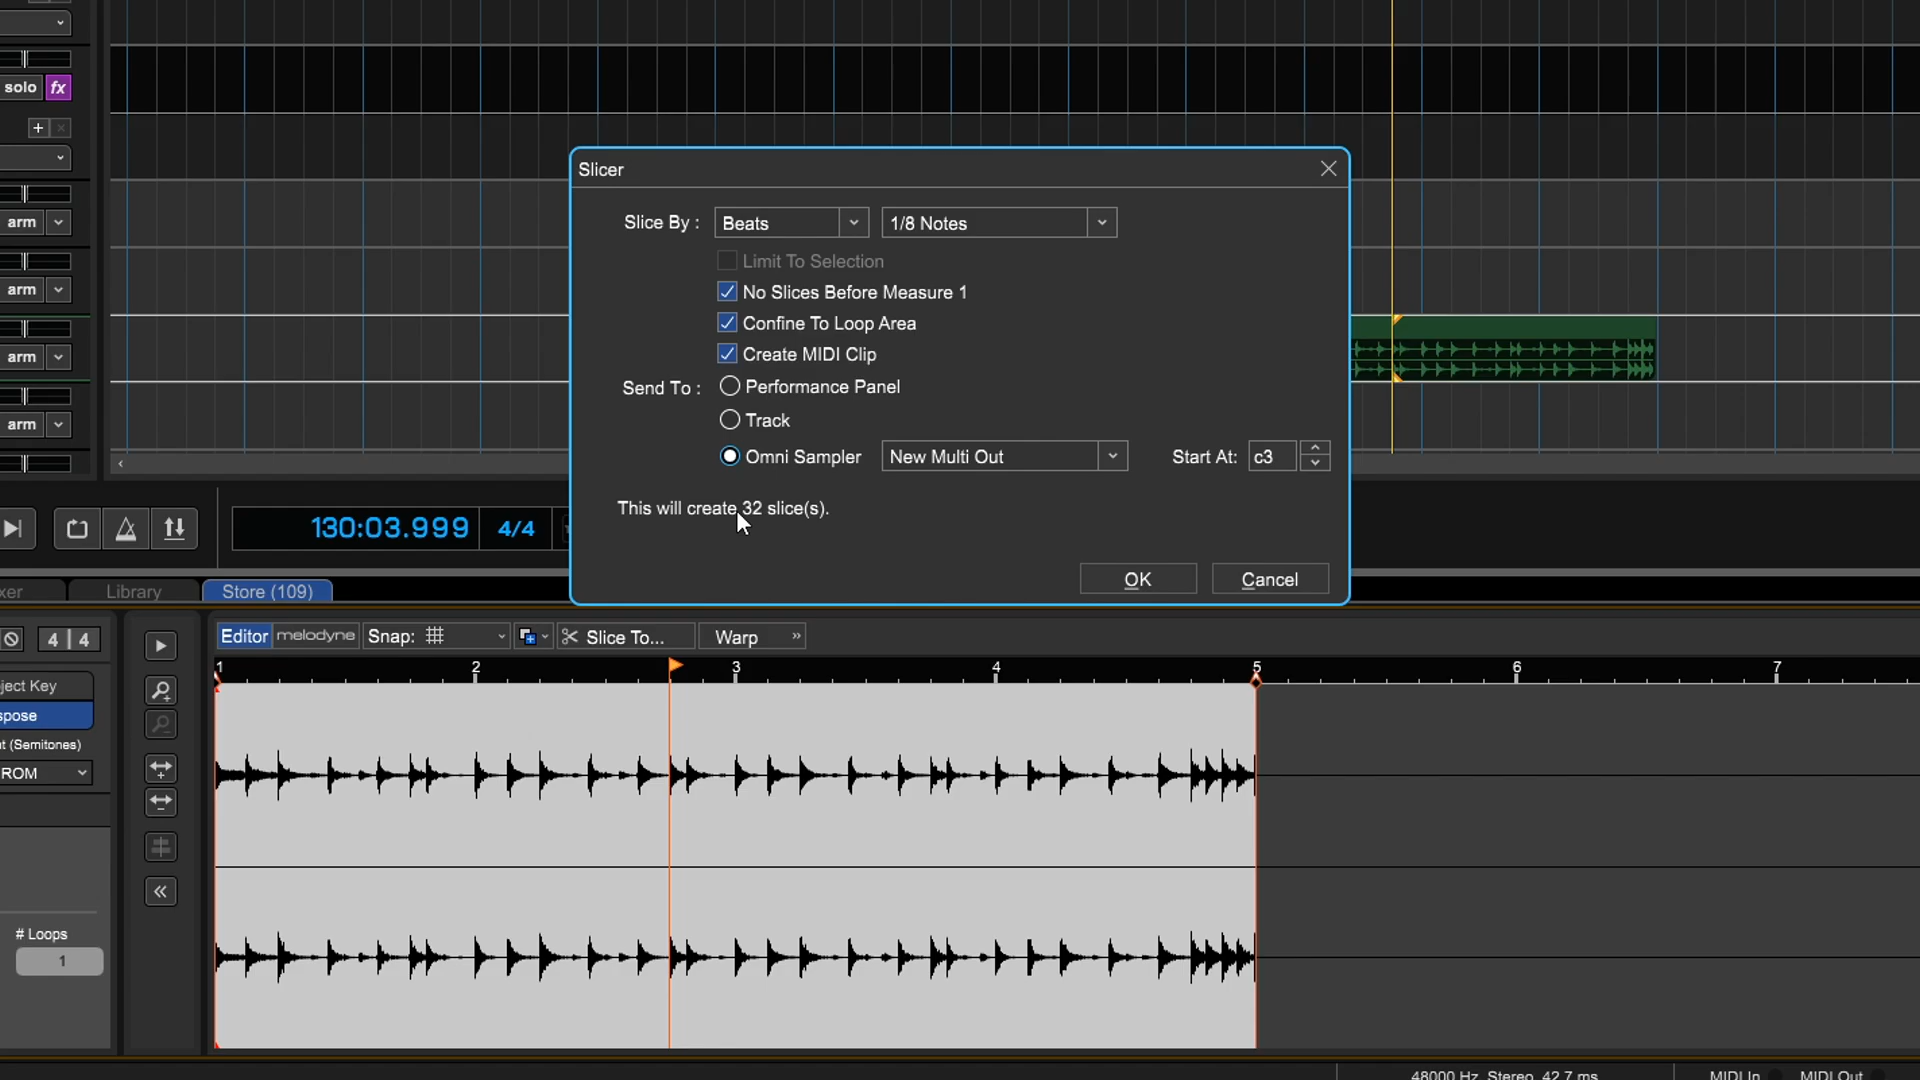 solo fx
Slicer
arm
Slice By : Beats 1/8 Notes
Limit To Selection
arm
No Slices Before Measure 1
Confine To Loop Area
arm
Create MIDI Clip
Send To : Performance Panel
Track
arm
Omni Sampler New Multi Out Start At: c3
This will create 32 slice(s).
130:03.999 4/4
OK Cancel
xer Library Store (109)
4 4 Editor melodyne Snap: Slice To... Warp »
1 2 3 4 5 6 7
ject Key
spose
t (Semitones)
ROM
# Loops
1
48000 Hz Stereo 42.7 ms MIDI In MIDI Out